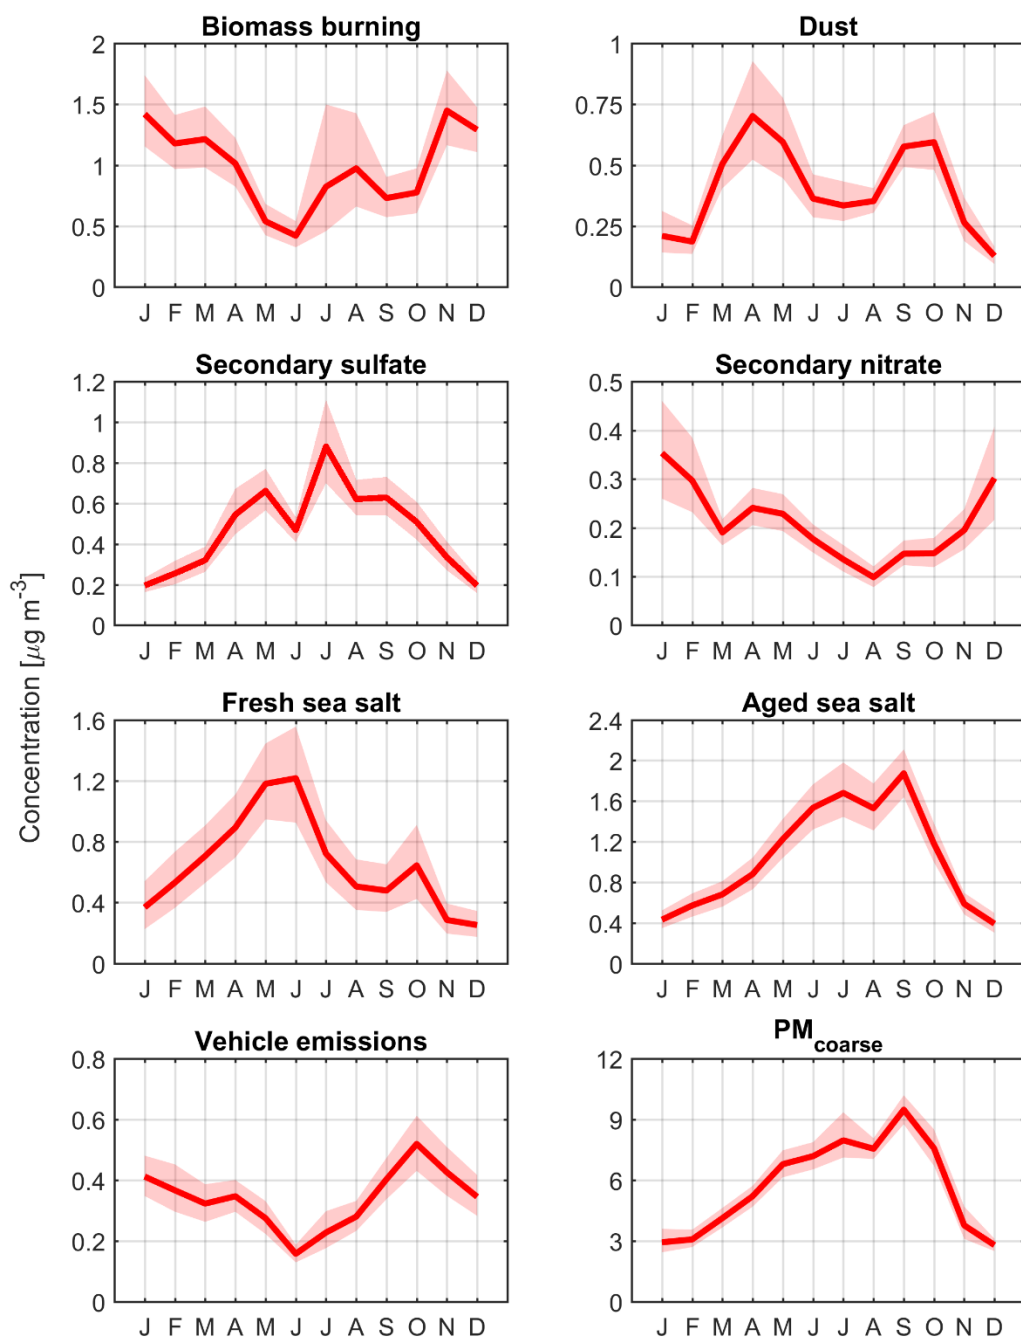 Biomass burning
2
1.5
1
0.5
0
J F M A M J J A S O N D
Dust
1
0.75
0.5
0.25
0
J F M A M J J A S O N D
Secondary sulfate
1.2
1
0.8
0.6
0.4
0.2
0
J F M A M J J A S O N D
Secondary nitrate
0.5
0.4
0.3
0.2
0.1
0
J F M A M J J A S O N D
Concentration [μg m⁻³]
Fresh sea salt
1.6
1.2
0.8
0.4
0
J F M A M J J A S O N D
Aged sea salt
2.4
2
1.6
1.2
0.8
0.4
0
J F M A M J J A S O N D
Vehicle emissions
0.8
0.6
0.4
0.2
0
J F M A M J J A S O N D
PM_coarse
12
9
6
3
0
J F M A M J J A S O N D